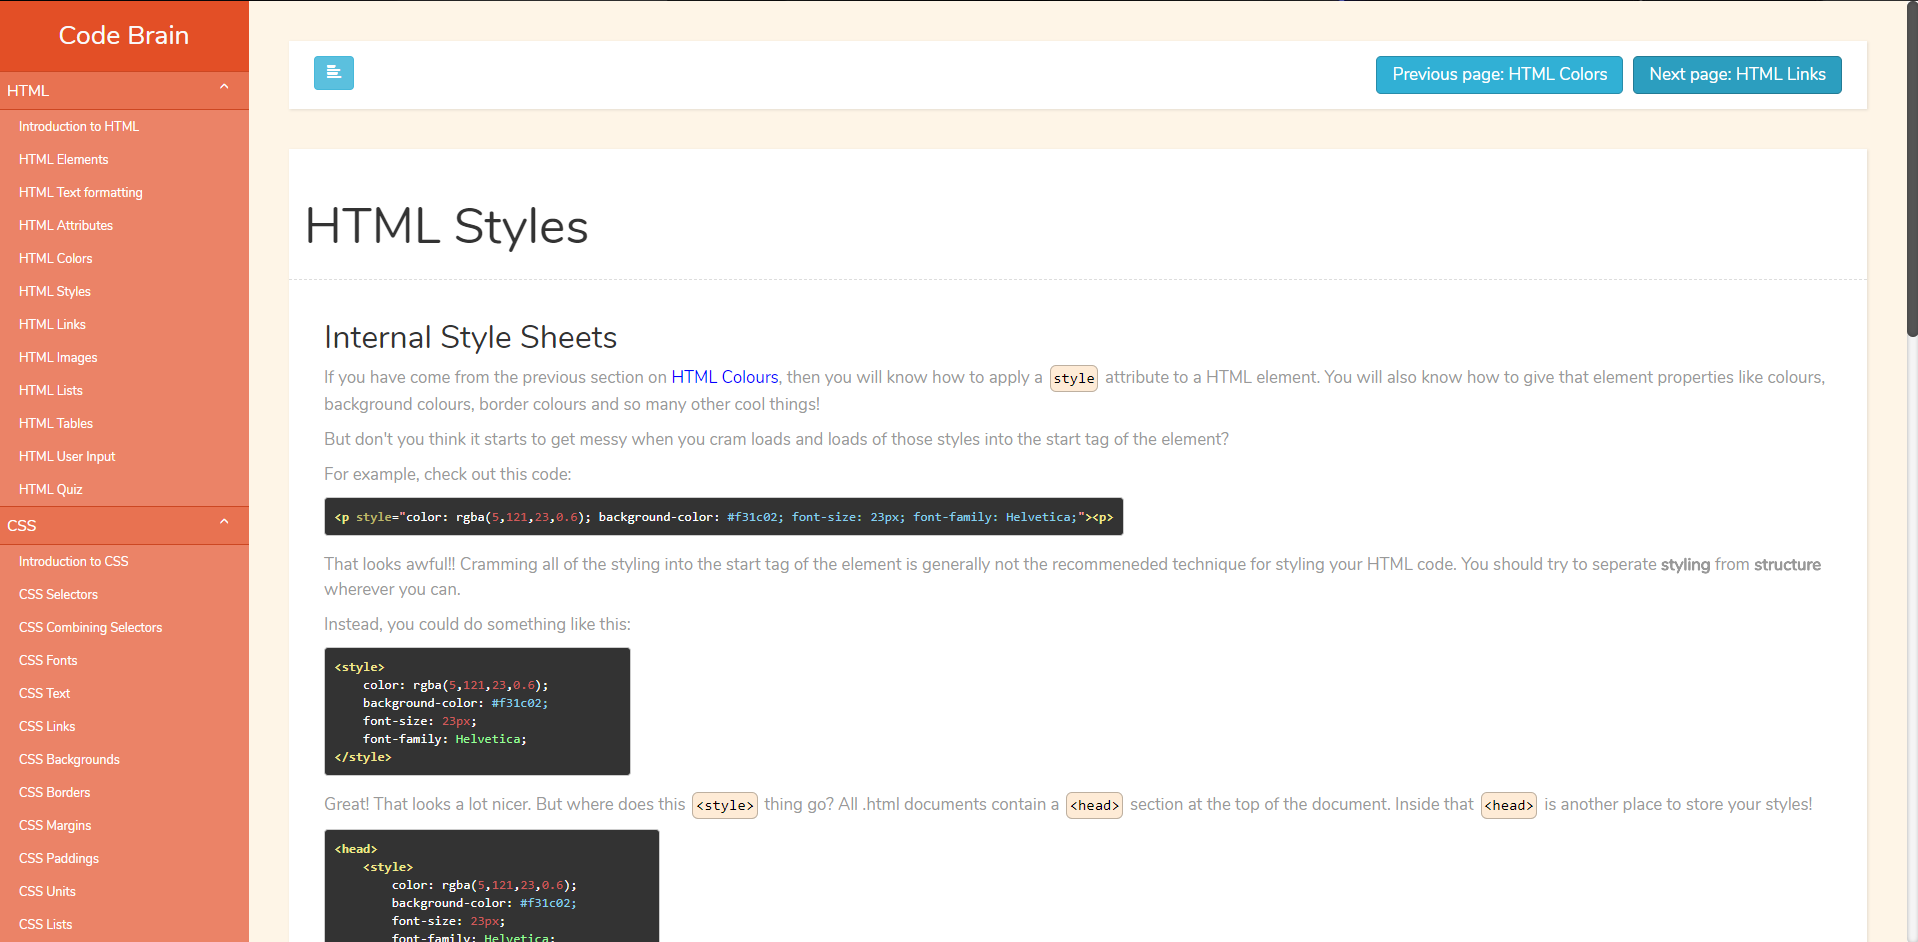 Code Brain
HTML
Introduction to HTML
HTML Elements
HTML Text formatting
HTML Attributes
HTML Colors
HTML Styles
HTML Links
HTML Images
HTML Lists
HTML Tables
HTML User Input
HTML Quiz
CSS
Introduction to CSS
CSS Selectors
CSS Combining Selectors
CSS Fonts
CSS Text
CSS Links
CSS Backgrounds
CSS Borders
CSS Margins
CSS Paddings
CSS Units
CSS Lists
Previous page: HTML Colors
Next page: HTML Links
HTML Styles
Internal Style Sheets
If you have come from the previous section on HTML Colours, then you will know how to apply a style attribute to a HTML element. You will also know how to give that element properties like colours,
background colours, border colours and so many other cool things!
But don't you think it starts to get messy when you cram loads and loads of those styles into the start tag of the element?
For example, check out this code:
<p style="color: rgba(5,121,23,0.6); background-color: #f31c02; font-size: 23px; font-family: Helvetica;"><p>
That looks awful!! Cramming all of the styling into the start tag of the element is generally not the recommeneded technique for styling your HTML code. You should try to seperate styling from structure
wherever you can.
Instead, you could do something like this:
<style>
color: rgba(5,121,23,0.6);
background-color: #f31c02;
font-size: 23px;
font-family: Helvetica;
</style>
Great! That looks a lot nicer. But where does this <style> thing go? All .html documents contain a <head> section at the top of the document. Inside that <head> is another place to store your styles!
<head>
<style>
color: rgba(5,121,23,0.6);
background-color: #f31c02;
font-size: 23px;
font-family: Helvetica;